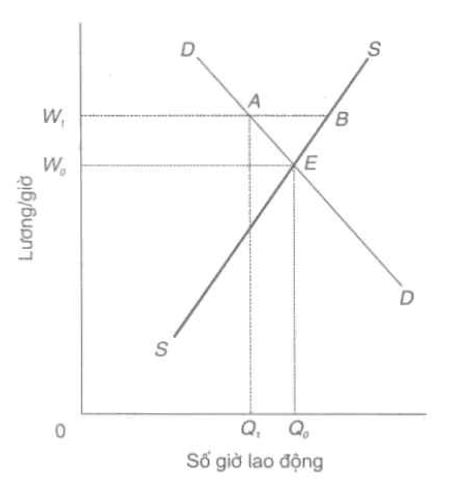 D
S
A
W₁
B
W₀
E
Lương/giờ
D
S
0
Q₁
Q₀
Số giờ lao động